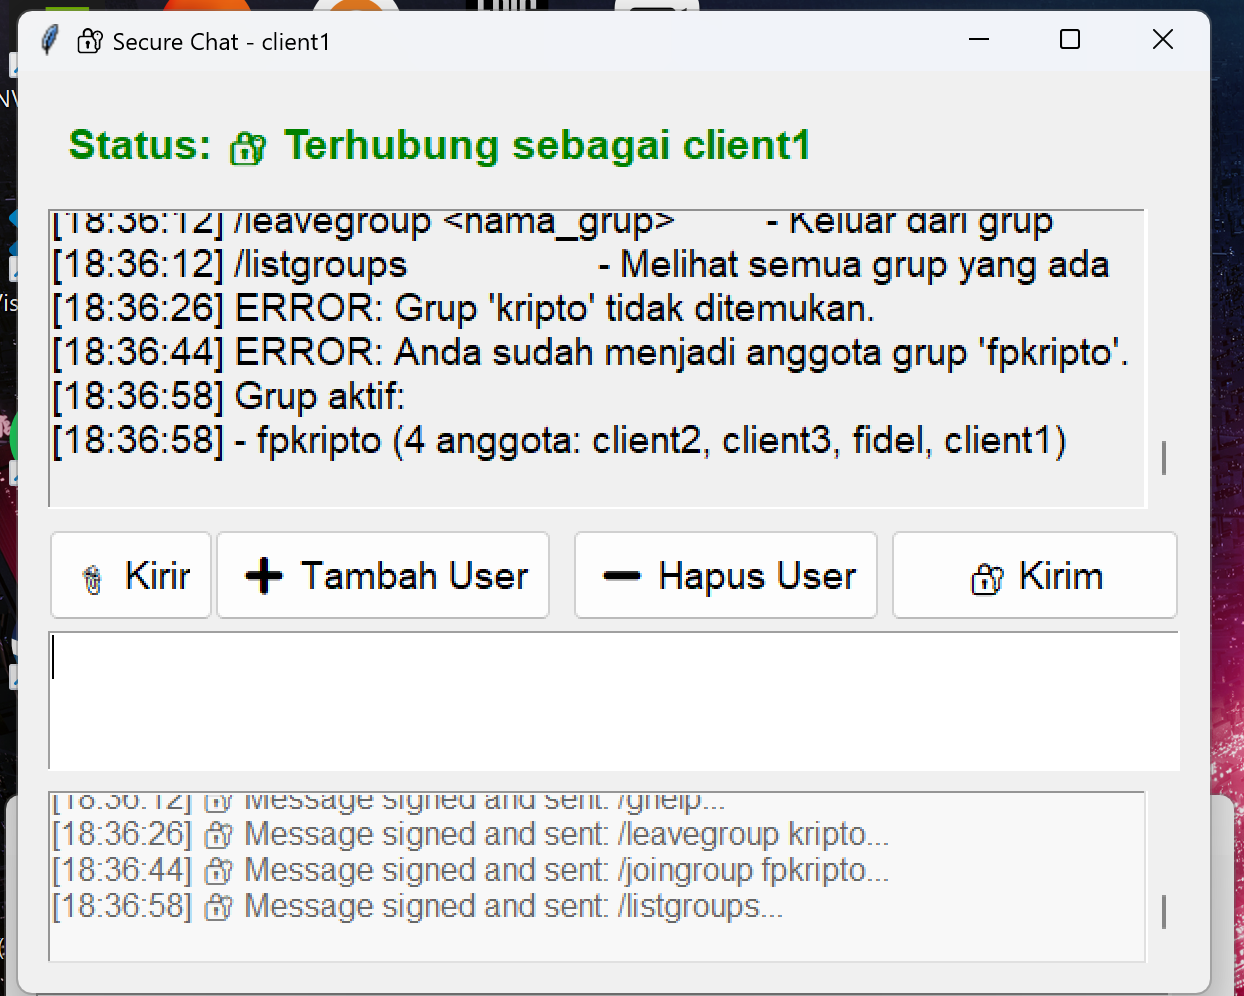 Secure Chat - client1
Status: 🔐 Terhubung sebagai client1
[18:36:12] /leavegroup <nama_grup> - Keluar dari grup
[18:36:12] /listgroups - Melihat semua grup yang ada
[18:36:26] ERROR: Grup 'kripto' tidak ditemukan.
[18:36:44] ERROR: Anda sudah menjadi anggota grup 'fpkripto'.
[18:36:58] Grup aktif:
[18:36:58] - fpkripto (4 anggota: client2, client3, fidel, client1)
Kirir
Tambah User
Hapus User
Kirim
[18:36:12] 🔐 Message signed and sent: /ghelp...
[18:36:26] 🔐 Message signed and sent: /leavegroup kripto...
[18:36:44] 🔐 Message signed and sent: /joingroup fpkripto...
[18:36:58] 🔐 Message signed and sent: /listgroups...